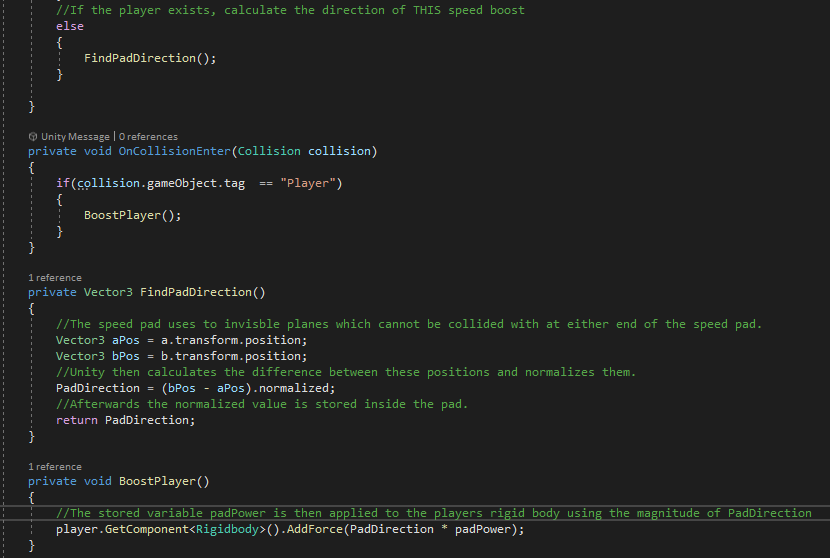 //If the player exists, calculate the direction of THIS speed boost
else
{
FindPadDirection();
}
}
Unity Message | 0 references
private void OnCollisionEnter(Collision collision)
{
if(collision.gameObject.tag  == "Player")
{
BoostPlayer();
}
}
1 reference
private Vector3 FindPadDirection()
{
//The speed pad uses to invisble planes which cannot be collided with at either end of the speed pad.
Vector3 aPos = a.transform.position;
Vector3 bPos = b.transform.position;
//Unity then calculates the difference between these positions and normalizes them.
PadDirection = (bPos - aPos).normalized;
//Afterwards the normalized value is stored inside the pad.
return PadDirection;
}
1 reference
private void BoostPlayer()
{
//The stored variable padPower is then applied to the players rigid body using the magnitude of PadDirection
player.GetComponent<Rigidbody>().AddForce(PadDirection * padPower);
}